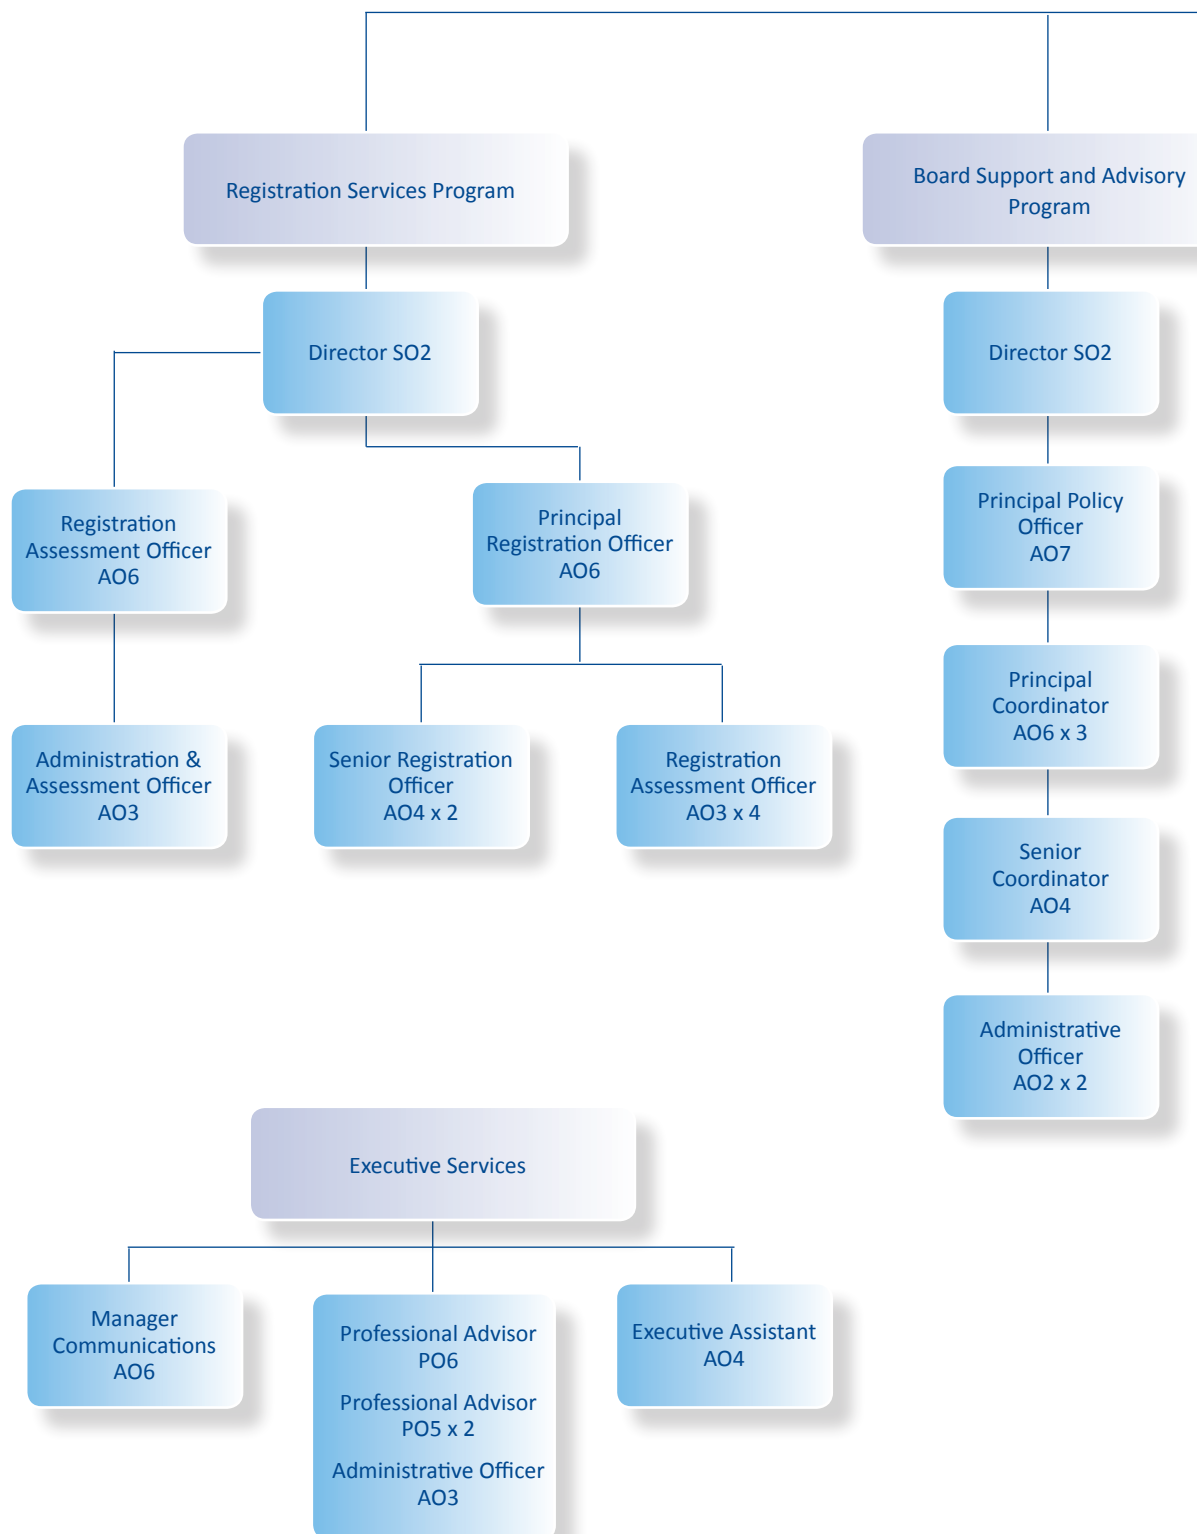 Registration Services Program
Director SO2
Registration
Assessment Officer
AO6
Administration &
Assessment Officer
AO3
Principal
Registration Officer
AO6
Senior Registration
Officer
AO4 x 2
Registration
Assessment Officer
AO3 x 4
Board Support and Advisory
Program
Director SO2
Principal Policy
Officer
AO7
Principal
Coordinator
AO6 x 3
Senior
Coordinator
AO4
Administrative
Officer
AO2 x 2
Executive Services
Manager
Communications
AO6
Professional Advisor
PO6
Professional Advisor
PO5 x 2
Administrative Officer
AO3
Executive Assistant
AO4